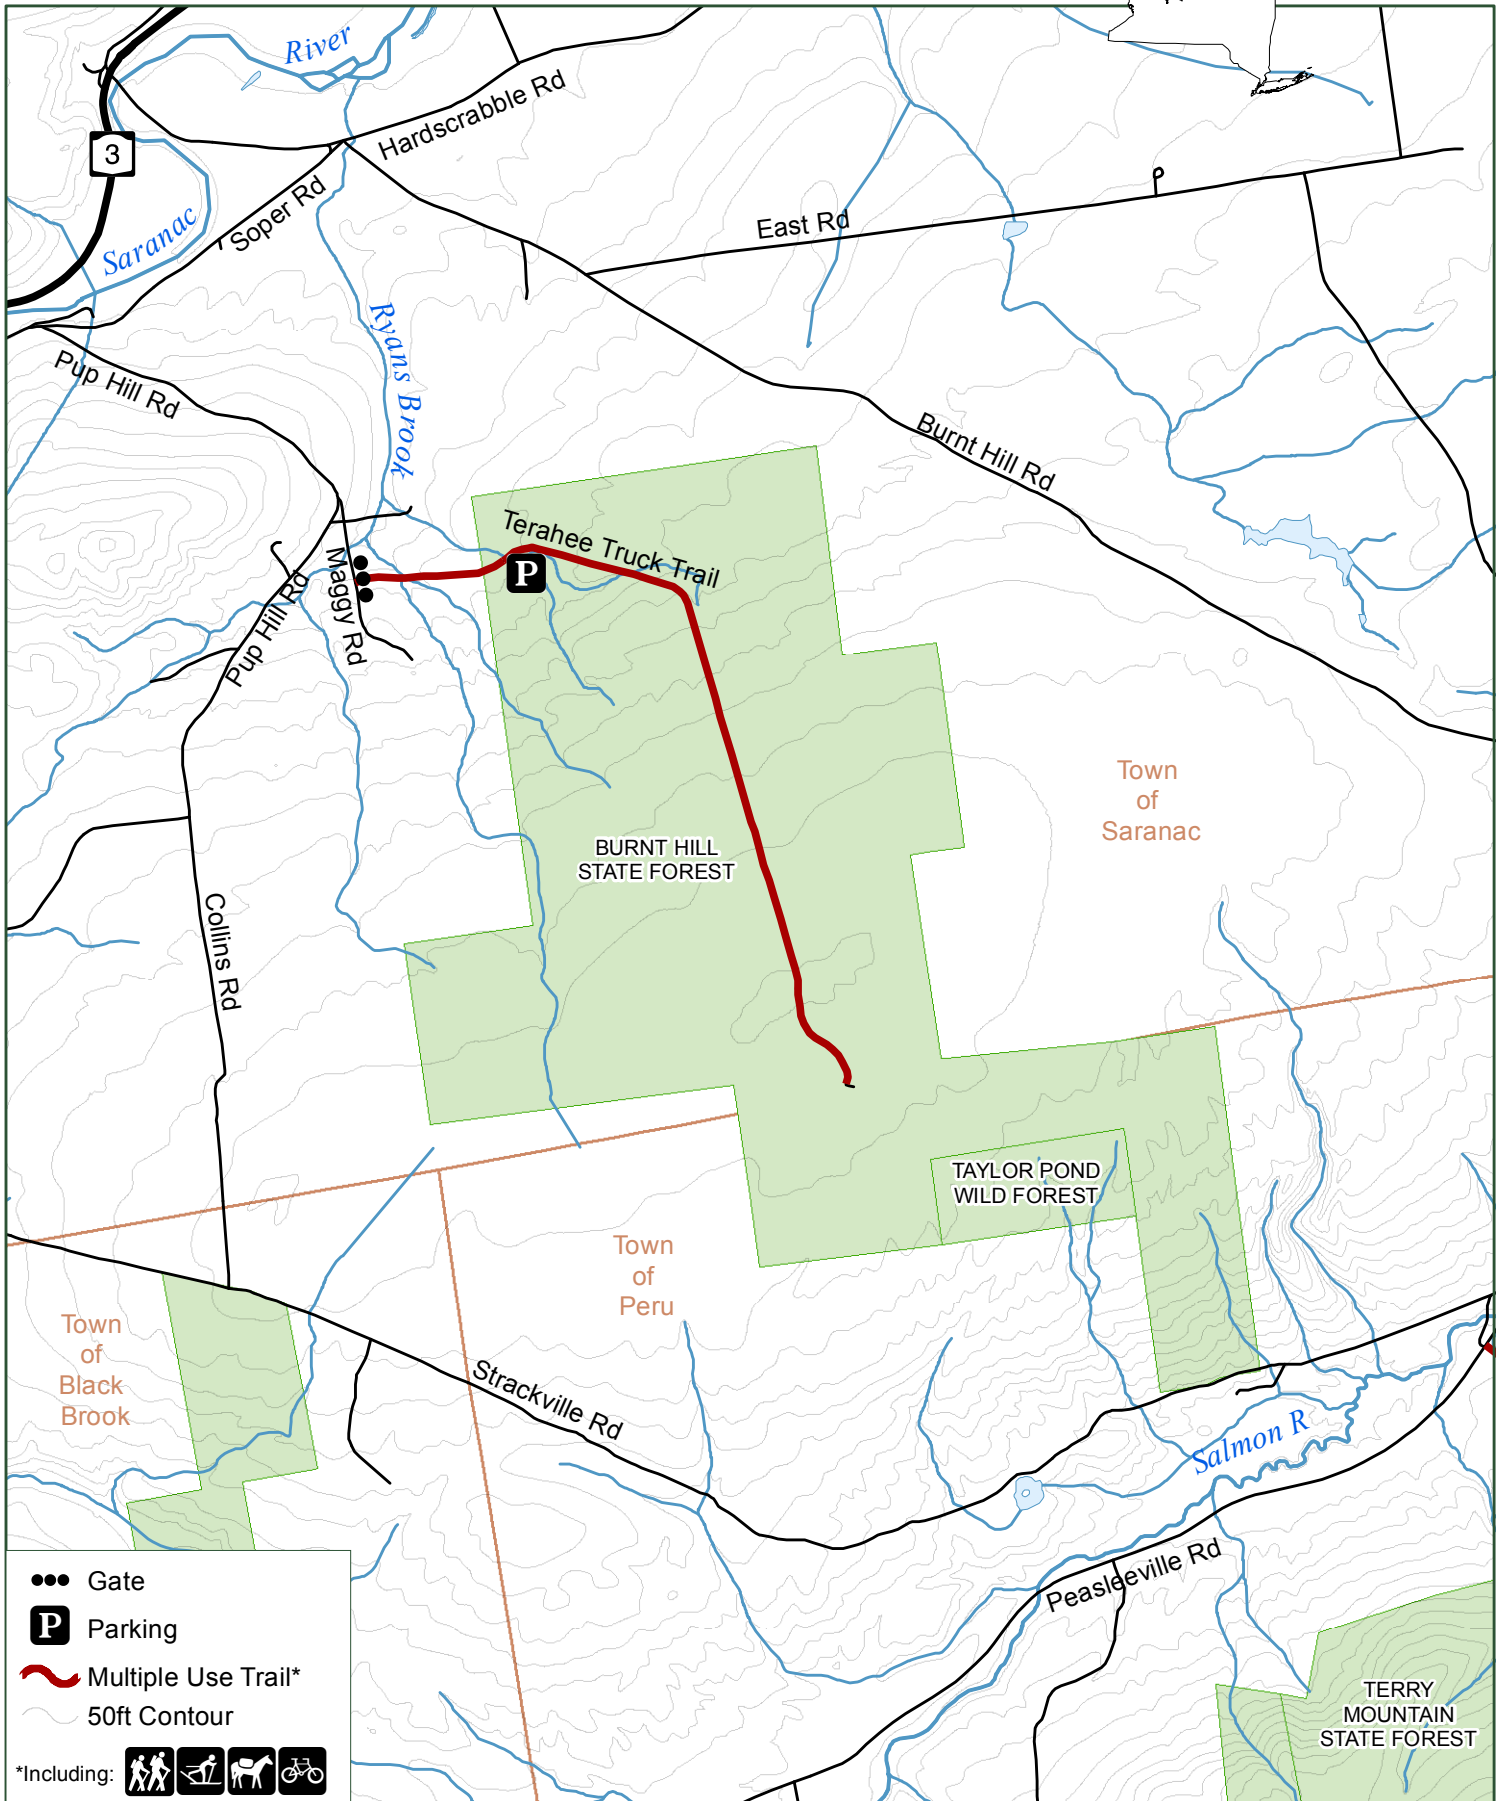 River
Hardscrabble Rd
3
Soper Rd
Saranac
East Rd
Ryans Brook
Pup Hill Rd
Burnt Hill Rd
Terahee Truck Trail
P
Maggy Rd
Pup Hill Rd
Town
of
Saranac
BURNT HILL
STATE FOREST
Collins Rd
TAYLOR POND
WILD FOREST
Town
of
Peru
Town
of
Black
Brook
Strackville Rd
Salmon R
Peasleeville Rd
TERRY
MOUNTAIN
STATE FOREST
Gate
P Parking
Multiple Use Trail*
50ft Contour
*Including: